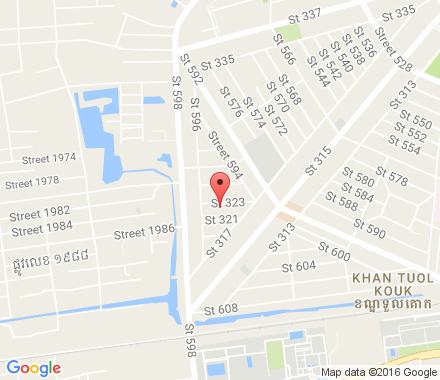 St 337
St 335
St 335
St 566
St 536
St 538
St 540
St 542
St 544
Street 528
St 592
St 598
St 596
St 576
St 574
St 568
St 570
St 572
St 313
St 550
St 552
St 554
Street 594
St 315
Street 1974
Street 1978
St 580
St 578
St 584
St 588
St 323
St 321
Street 1982
Street 1984
Street 1986
St 590
St 317
St 313
St 600
ផ្លូវលេខ ១៩៨៨
St 604
KHAN TUOL
KOUK
ខណ្ឌទួលគោក
St 608
St 598
Google
Map data ©2016 Google